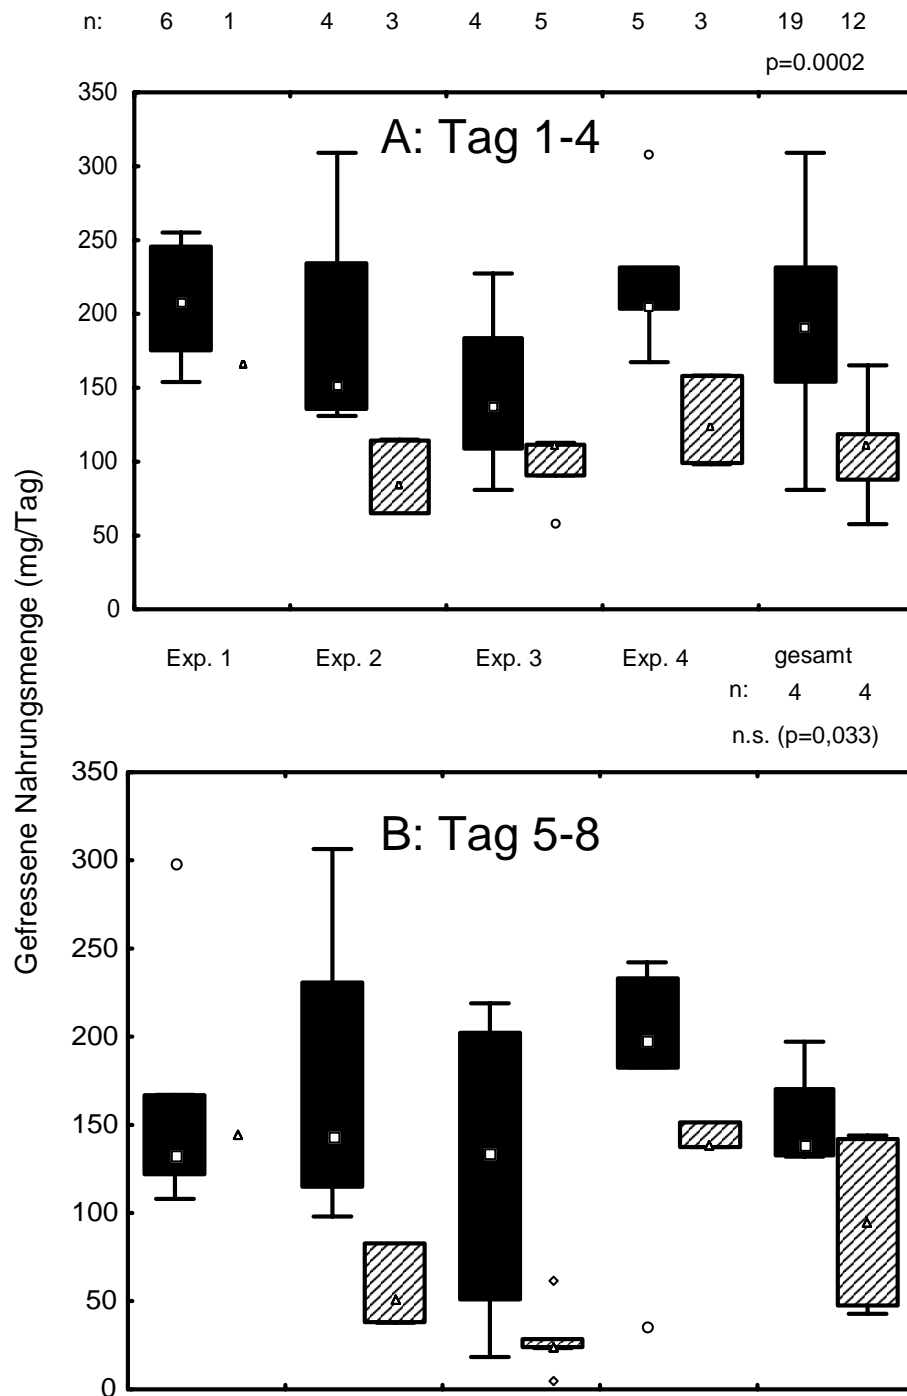 n: 6 1 4 3 4 5 5 3 19 12
p=0.0002
350
A: Tag 1-4
300
250
200
150
100
50
0
Gefressene Nahrungsmenge (mg/Tag)
Exp. 1 Exp. 2 Exp. 3 Exp. 4 gesamt
n: 4 4
n.s. (p=0,033)
350
B: Tag 5-8
300
250
200
150
100
50
0